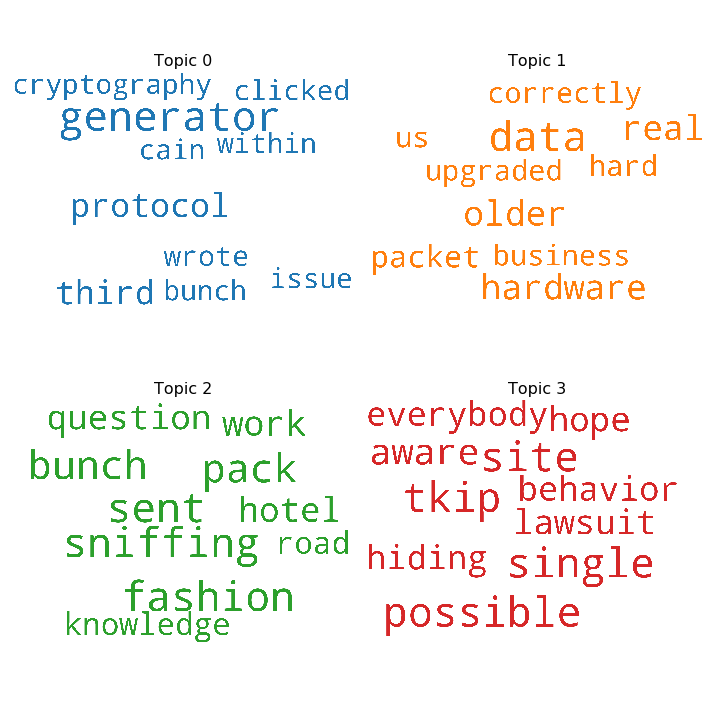 Topic 0
cryptography clicked
generator
cain within
protocol
wrote
third bunch issue
Topic 1
correctly
us data real
upgraded hard
older
packet business
hardware
Topic 2
question work
bunch pack
sent hotel
sniffing road
fashion
knowledge
Topic 3
everybody hope
aware site
tkip behavior
lawsuit
hiding single
possible